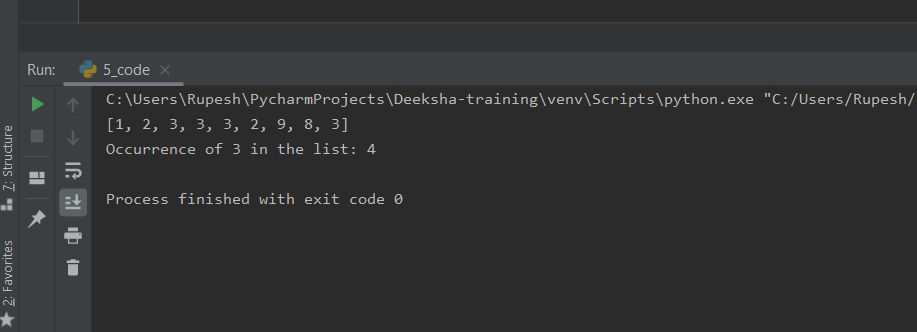 Run: 5_code
C:\Users\Rupesh\PycharmProjects\Deeksha-training\venv\Scripts\python.exe "C:/Users/Rupesh/
[1, 2, 3, 3, 3, 2, 9, 8, 3]
Occurrence of 3 in the list: 4
Process finished with exit code 0
7: Structure
2: Favorites